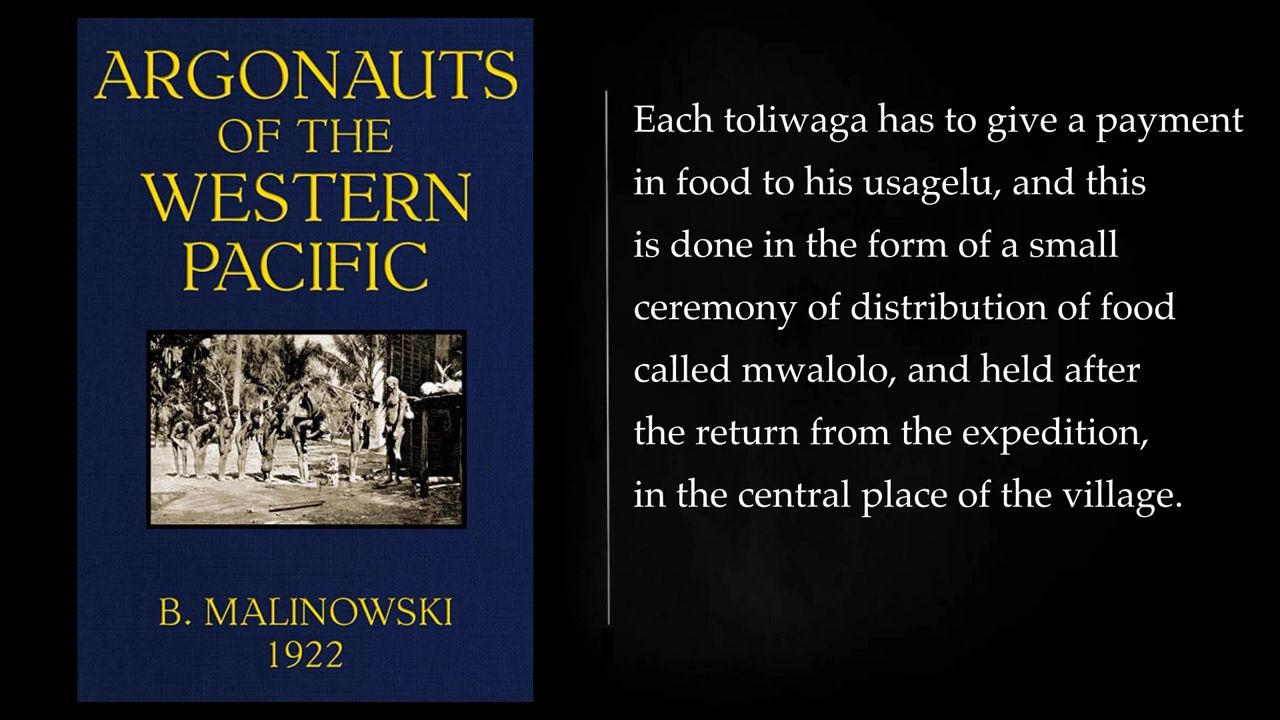 ARGONAUTS
OF THE
WESTERN
PACIFIC
B. MALINOWSKI
1922
Each toliwaga has to give a payment
in food to his usagelu, and this
is done in the form of a small
ceremony of distribution of food
called mwalolo, and held after
the return from the expedition,
in the central place of the village.